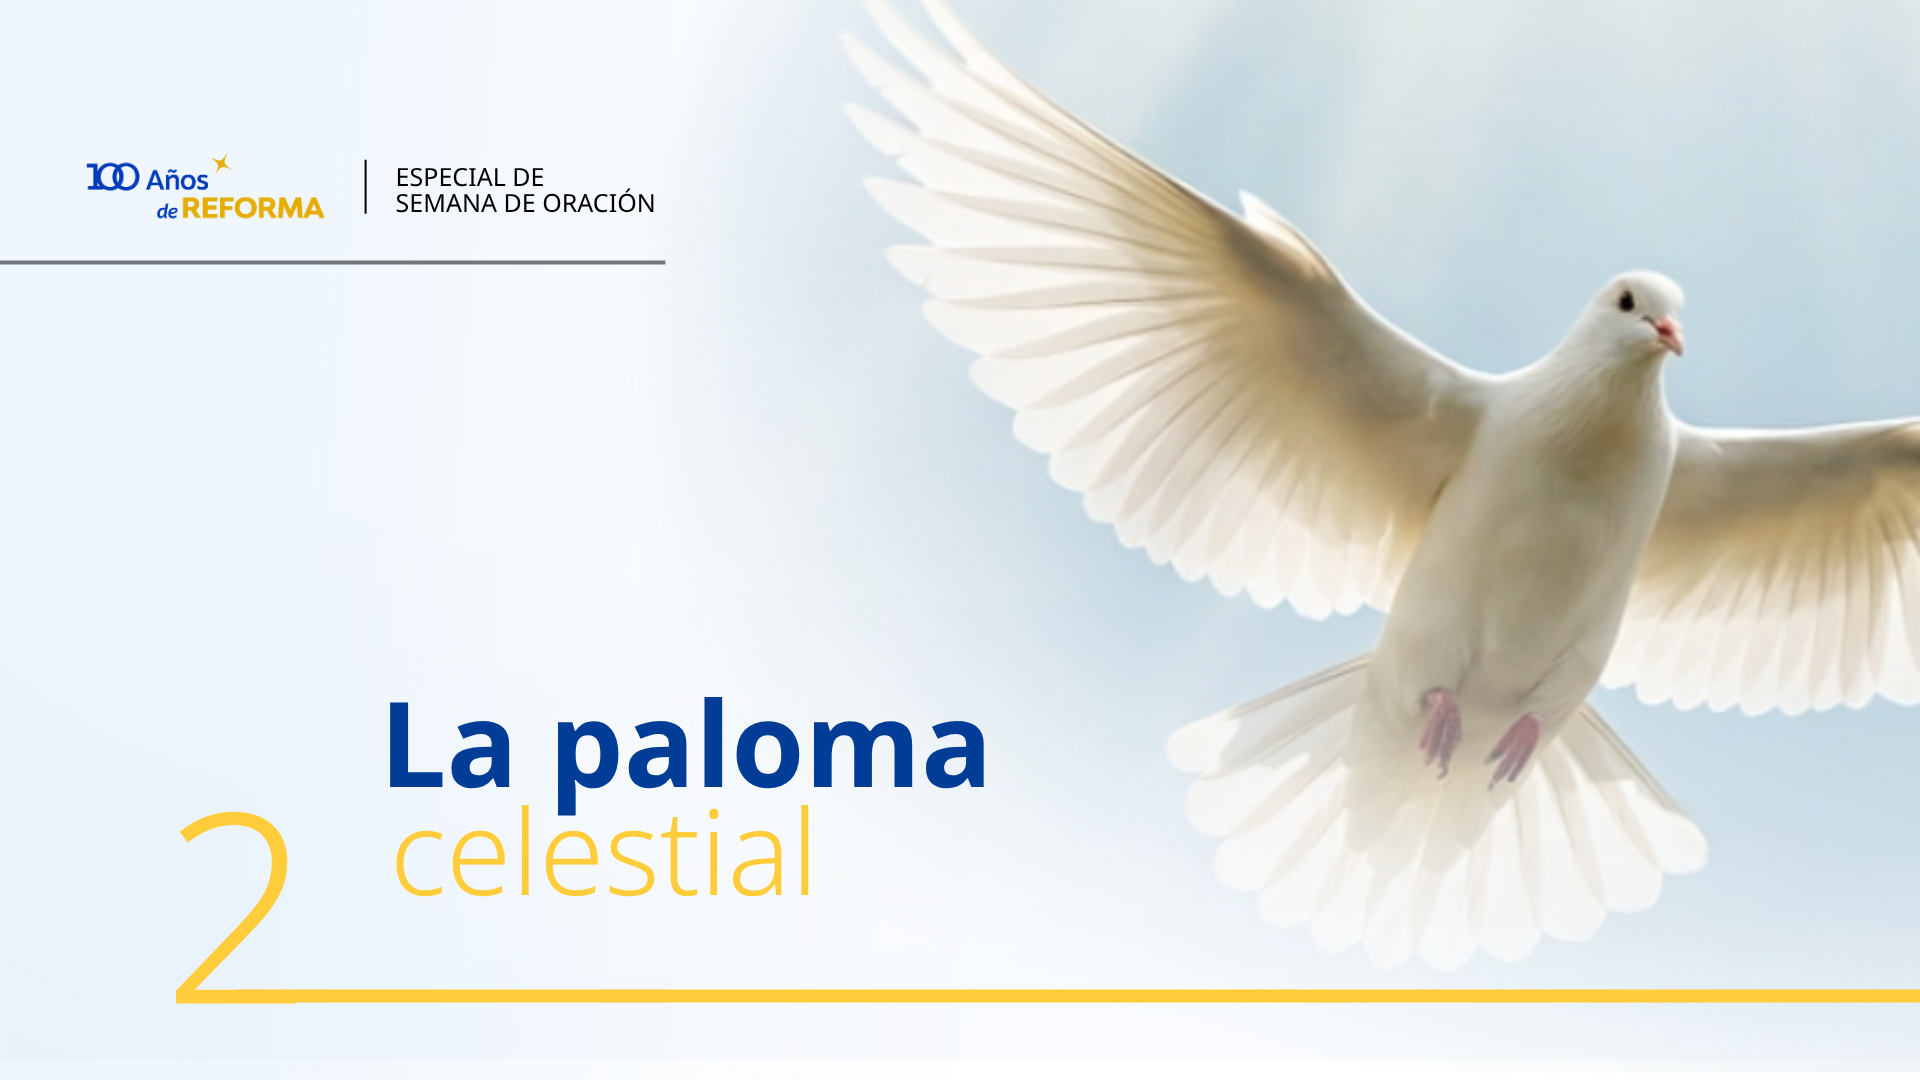 100 Años
de REFORMA
ESPECIAL DE
SEMANA DE ORACIÓN
La paloma
celestial
2